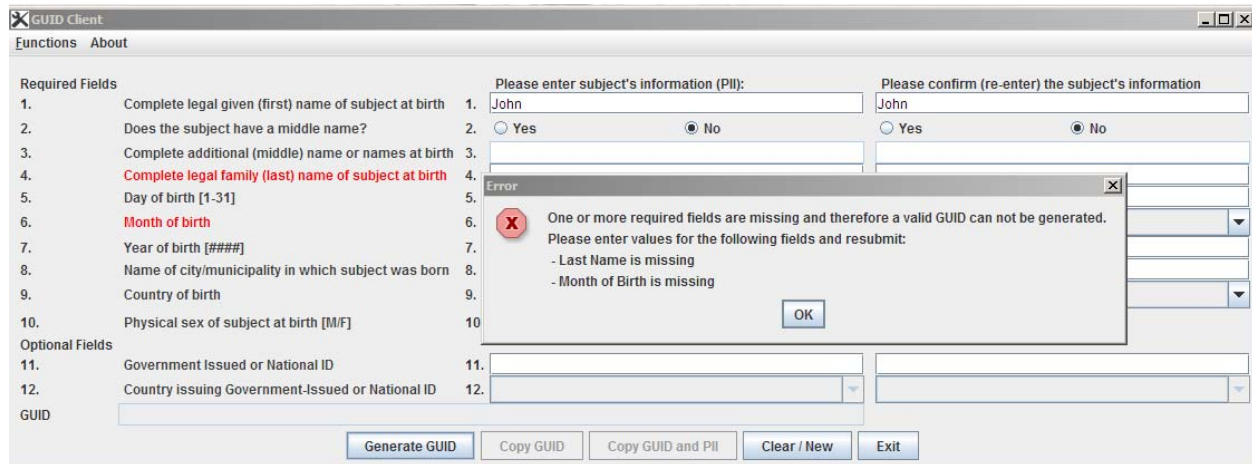 GUID Client
Functions About
Required Fields Please enter subject's information (PII): Please confirm (re-enter) the subject's information
1. Complete legal given (first) name of subject at birth 1. John John
2. Does the subject have a middle name? 2. Yes No Yes No
3. Complete additional (middle) name or names at birth 3.
4. Complete legal family (last) name of subject at birth 4.
5. Day of birth [1-31] 5.
6. Month of birth 6.
7. Year of birth [####] 7.
8. Name of city/municipality in which subject was born 8.
9. Country of birth 9.
10. Physical sex of subject at birth [M/F] 10
Error
X
One or more required fields are missing and therefore a valid GUID can not be generated.
Please enter values for the following fields and resubmit:
- Last Name is missing
- Month of Birth is missing
OK
Optional Fields
11. Government Issued or National ID 11.
12. Country issuing Government-Issued or National ID 12.
GUID
Generate GUID Copy GUID Copy GUID and PII Clear / New Exit